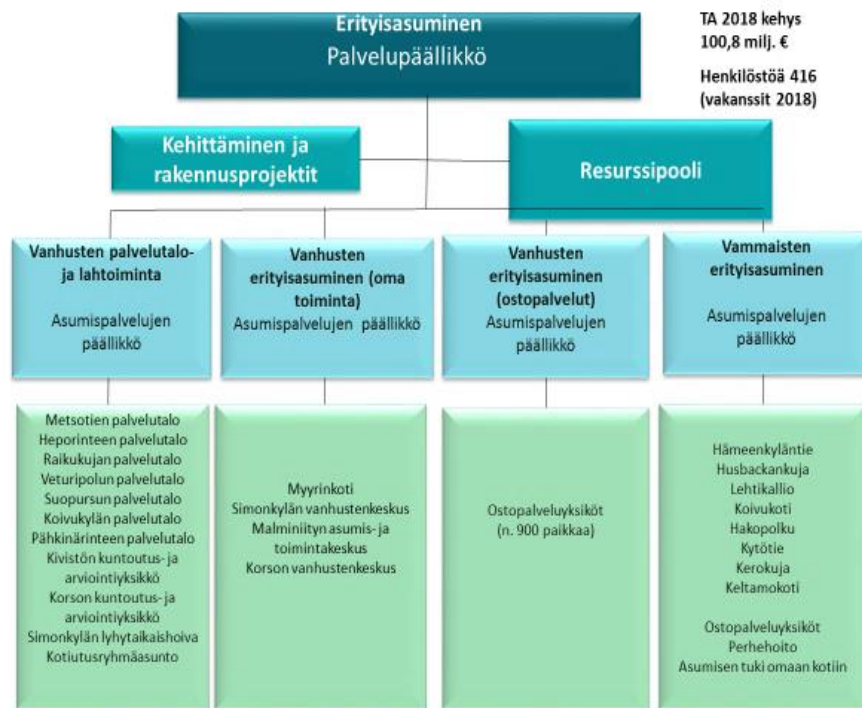 Erityisasuminen
Palvelupäällikkö
TA 2018 kehys
100,8 milj. €
Henkilöstöä 416
(vakanssit 2018)
Kehittäminen ja
rakennusprojektit
Resurssipooli
Vanhusten palvelutalo-
ja lahtoiminta
Asumispalvelujen
päällikkö
Vanhusten
erityisasuminen (oma
toiminta)
Asumispalvelujen päällikkö
Vanhusten
erityisasuminen
(ostopalvelut)
Asumispalvelujen
päällikkö
Vammaisten
erityisasuminen
Asumispalvelujen
päällikkö
Metsotien palvelutalo
Heporinteen palvelutalo
Raikukujan palvelutalo
Veturipolun palvelutalo
Suopursun palvelutalo
Koivukylän palvelutalo
Pähkinärinteen palvelutalo
Kivistön kuntoutus- ja
arviointiyksikkö
Korson kuntoutus- ja
arviointiyksikkö
Simonkylän lyhytaikaishoiva
Kotiutusryhmäasunto
Myyrinkoti
Simonkylän vanhustenkeskus
Malminiityn asumis- ja
toimintakeskus
Korson vanhustenkeskus
Ostopalveluyksiköt
(n. 900 paikkaa)
Hämeenkyläntie
Husbackankuja
Lehtikallio
Koivukoti
Hakopolku
Kytötie
Kerokuja
Keltamokoti
Ostopalveluyksiköt
Perhehoito
Asumisen tuki omaan kotiin